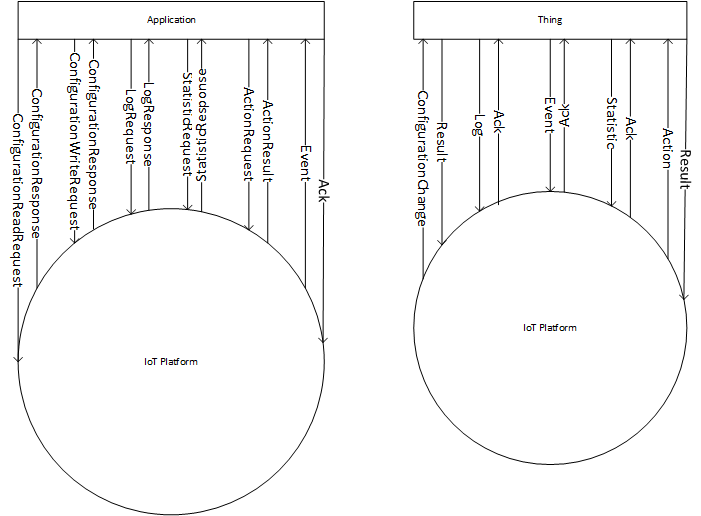 Application
ConfigurationReadRequest
ConfigurationResponse
ConfigurationWriteRequest
ConfigurationResponse
LogRequest
LogResponse
StatisticRequest
StatisticResponse
ActionRequest
ActionResult
Event
Ack
IoT Platform
Thing
ConfigurationChange
Result
Log
Ack
Event
Ack
Statistic
Ack
Action
Result
IoT Platform